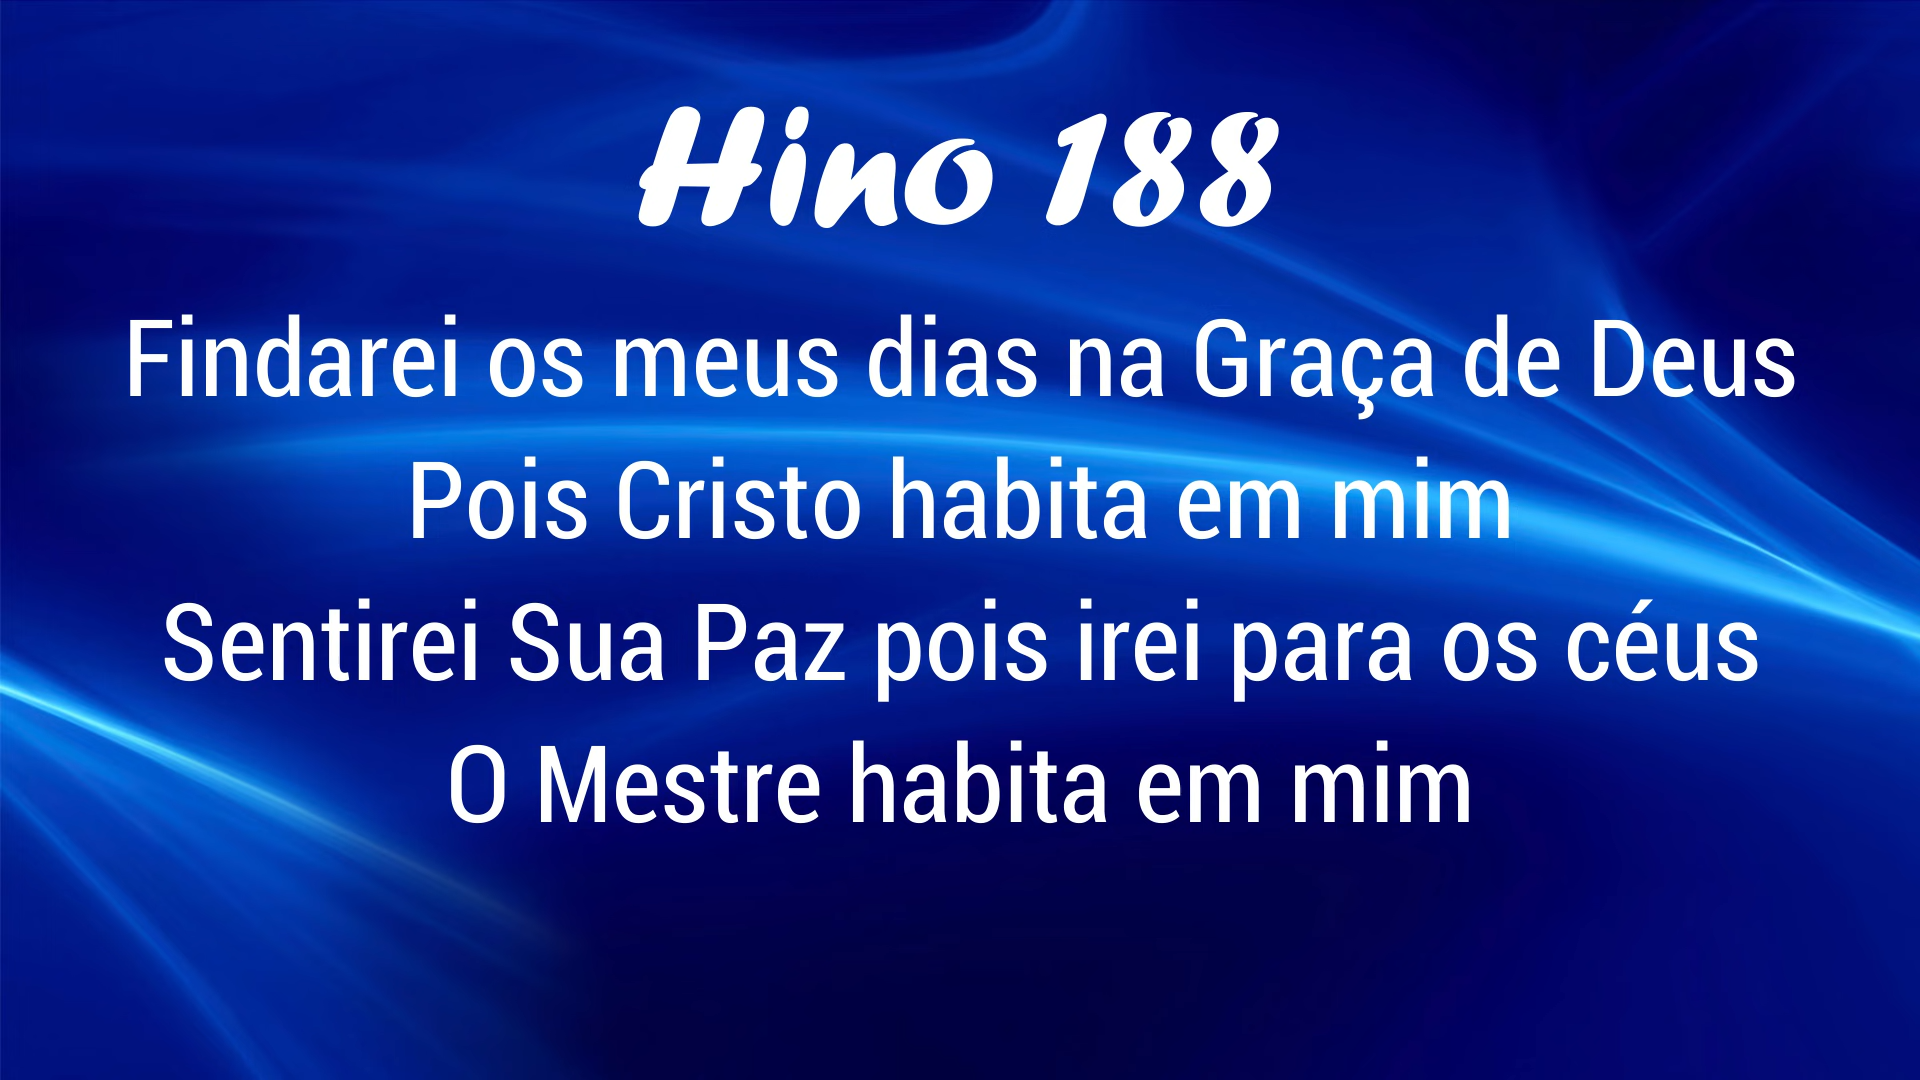 Hino 188
Findarei os meus dias na Graça de Deus
Pois Cristo habita em mim
Sentirei Sua Paz pois irei para os céus
O Mestre habita em mim